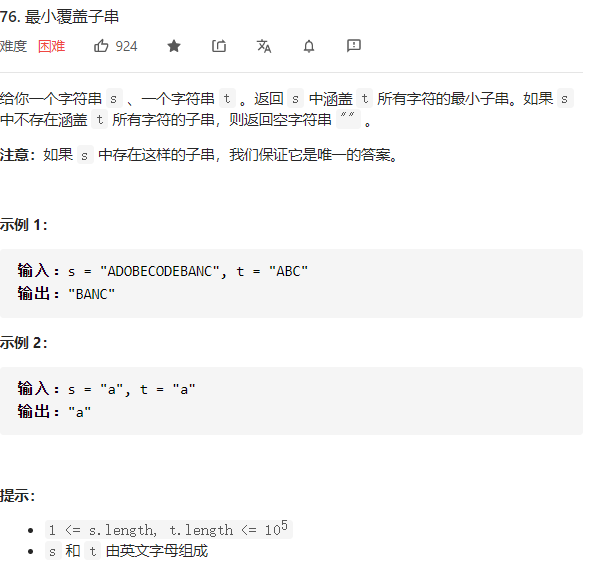 76. 最小覆盖子串
难度 困难 924
给你一个字符串 s 、一个字符串 t 。返回 s 中涵盖 t 所有字符的最小子串。如果 s
中不存在涵盖 t 所有字符的子串，则返回空字符串 "" 。
注意：如果 s 中存在这样的子串，我们保证它是唯一的答案。
示例 1：
输入：s = "ADOBECODEBANC", t = "ABC"
输出："BANC"
示例 2：
输入：s = "a", t = "a"
输出："a"
提示：
• 1 <= s.length, t.length <= 10^5
• s 和 t 由英文字母组成